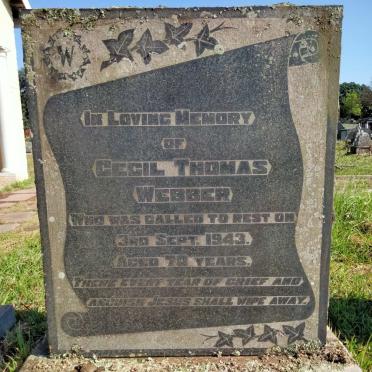 W
In Loving Memory
of
Cecil Thomas
Webber
Who was called to rest on
3rd Sept. 1943.
Aged 70 years.
There every tear of grief and
anguish Jesus shall wipe away.